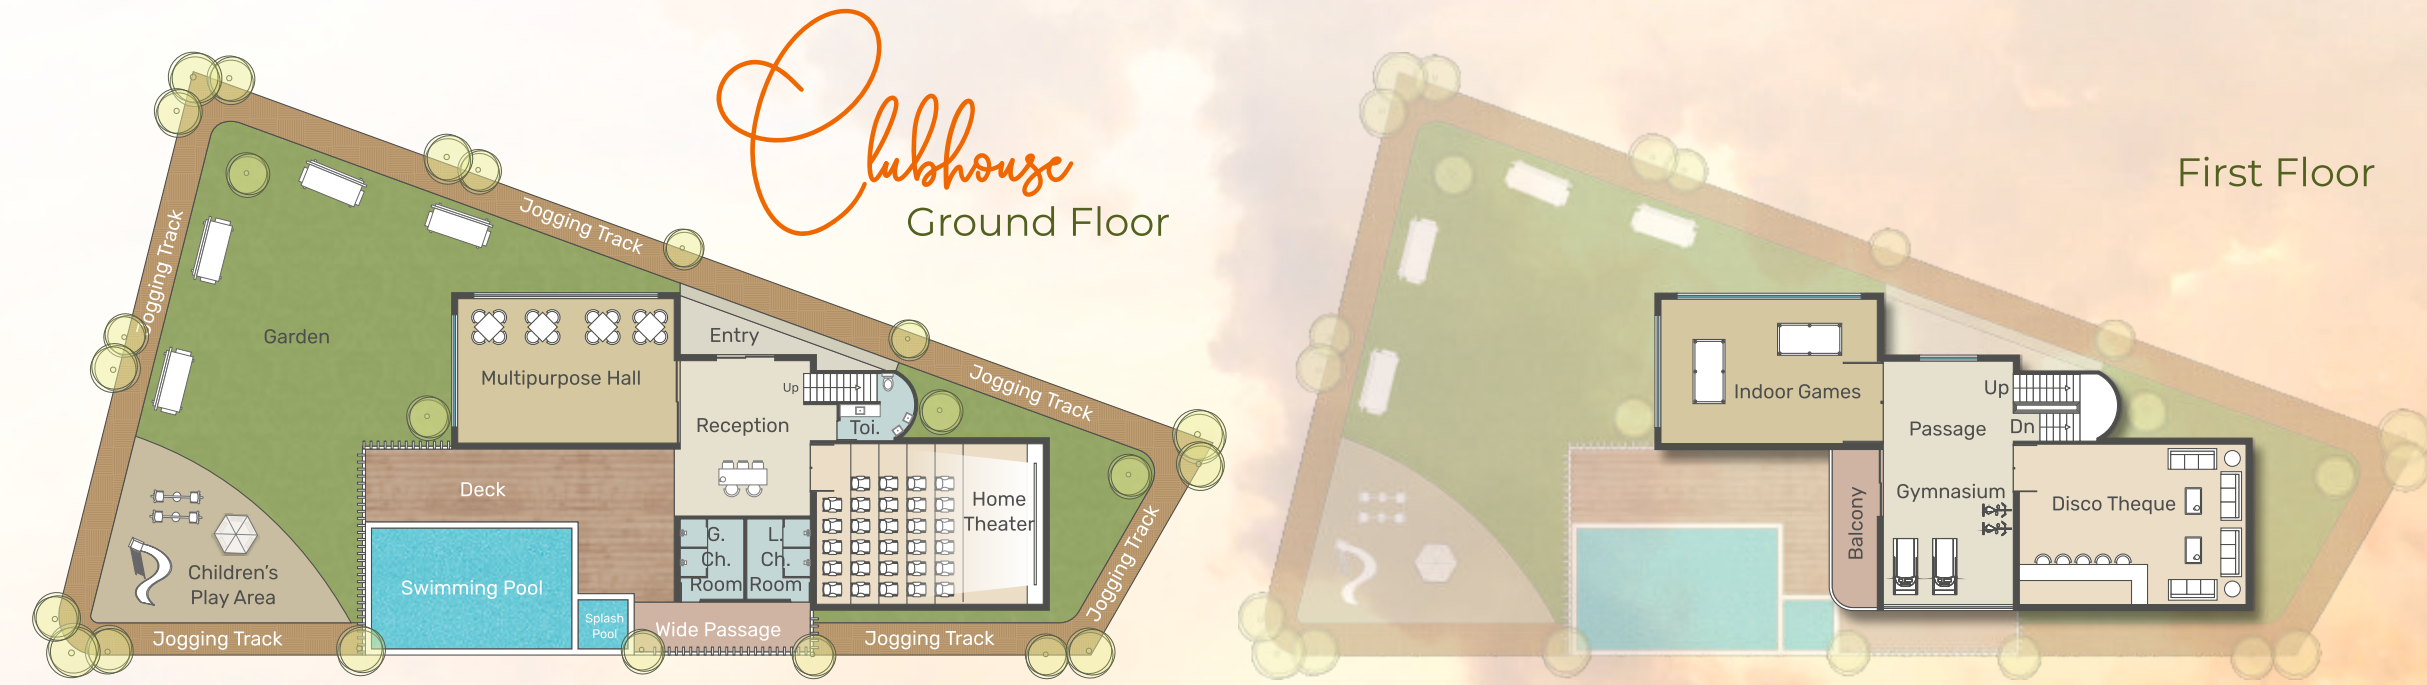 Clubhouse
Ground Floor
Jogging Track
Jogging Track
Garden
Entry
Multipurpose Hall
Up
Jogging Track
Reception
Toi.
Deck
Home
Theater
G.
Ch.
Room
L.
Ch.
Room
Children's
Play Area
Swimming Pool
Splash
Pool
Wide Passage
Jogging Track
Jogging Track
Jogging Track
First Floor
Indoor Games
Up
Passage
Dn
Balcony
Gymnasium
Disco Theque